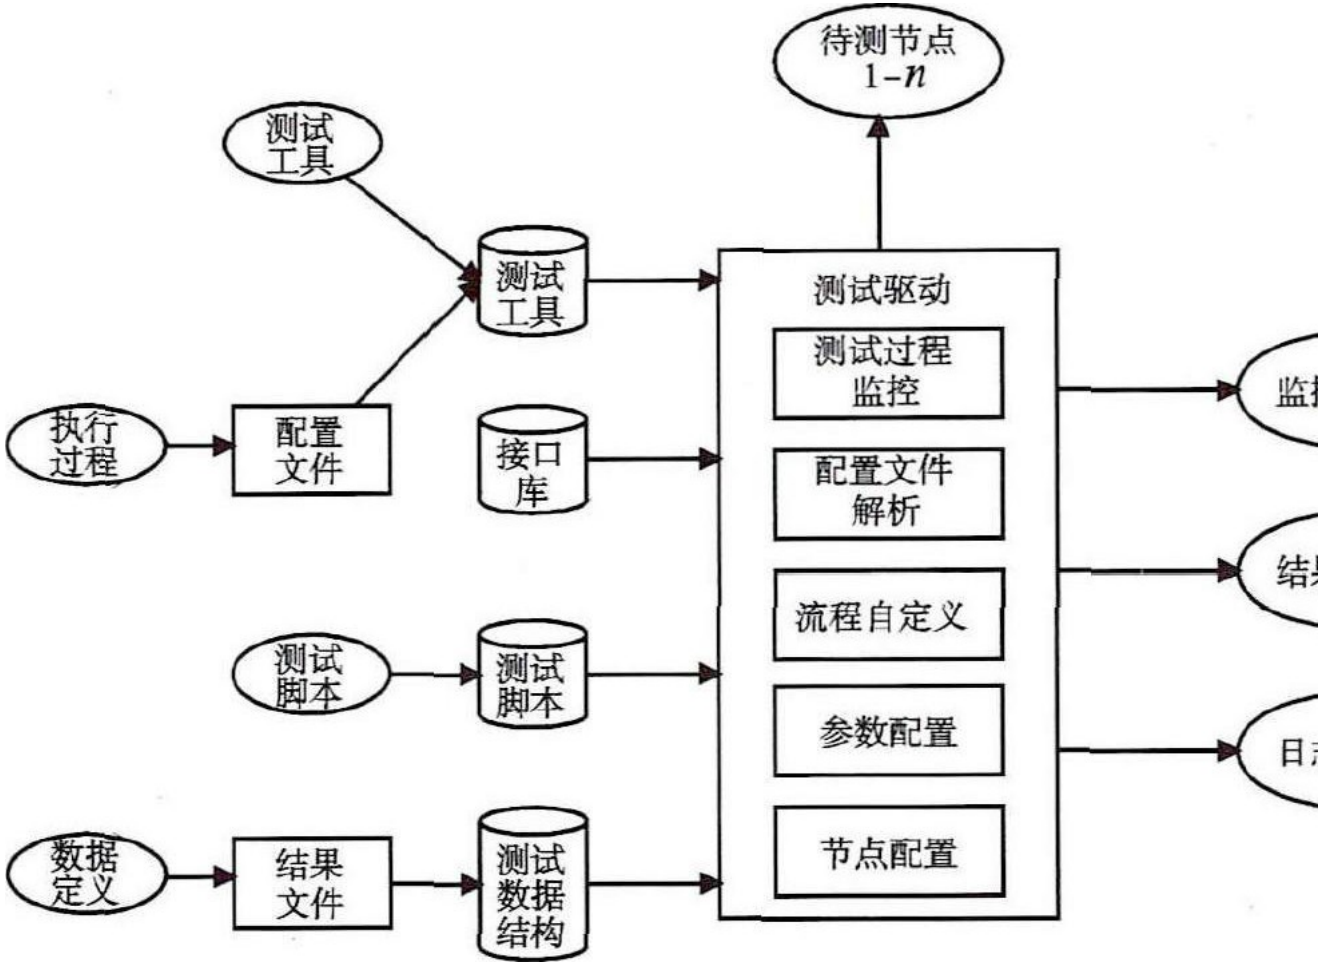 待测节点
1-n
测试
工具
测试
工具
测试驱动
测试过程
监控
执行
过程
配置
文件
接口
库
配置文件
解析
流程自定义
测试
脚本
测试
脚本
参数配置
数据
定义
结果
文件
测试
数据
结构
节点配置
监
结
日